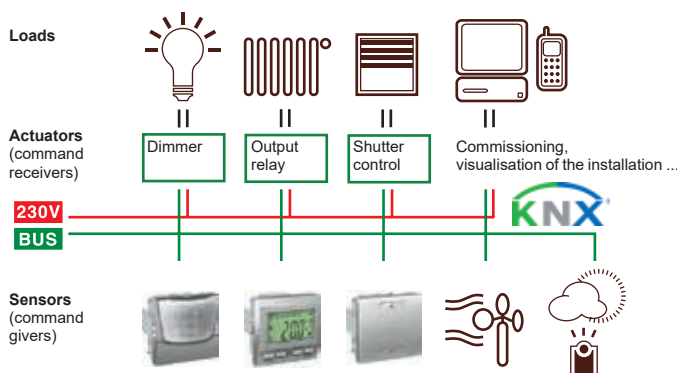 Loads
Actuators
(command
receivers)
Dimmer
Output
relay
Shutter
control
Commissioning,
visualisation of the installation ...
230V
KNX
BUS
Sensors
(command
givers)